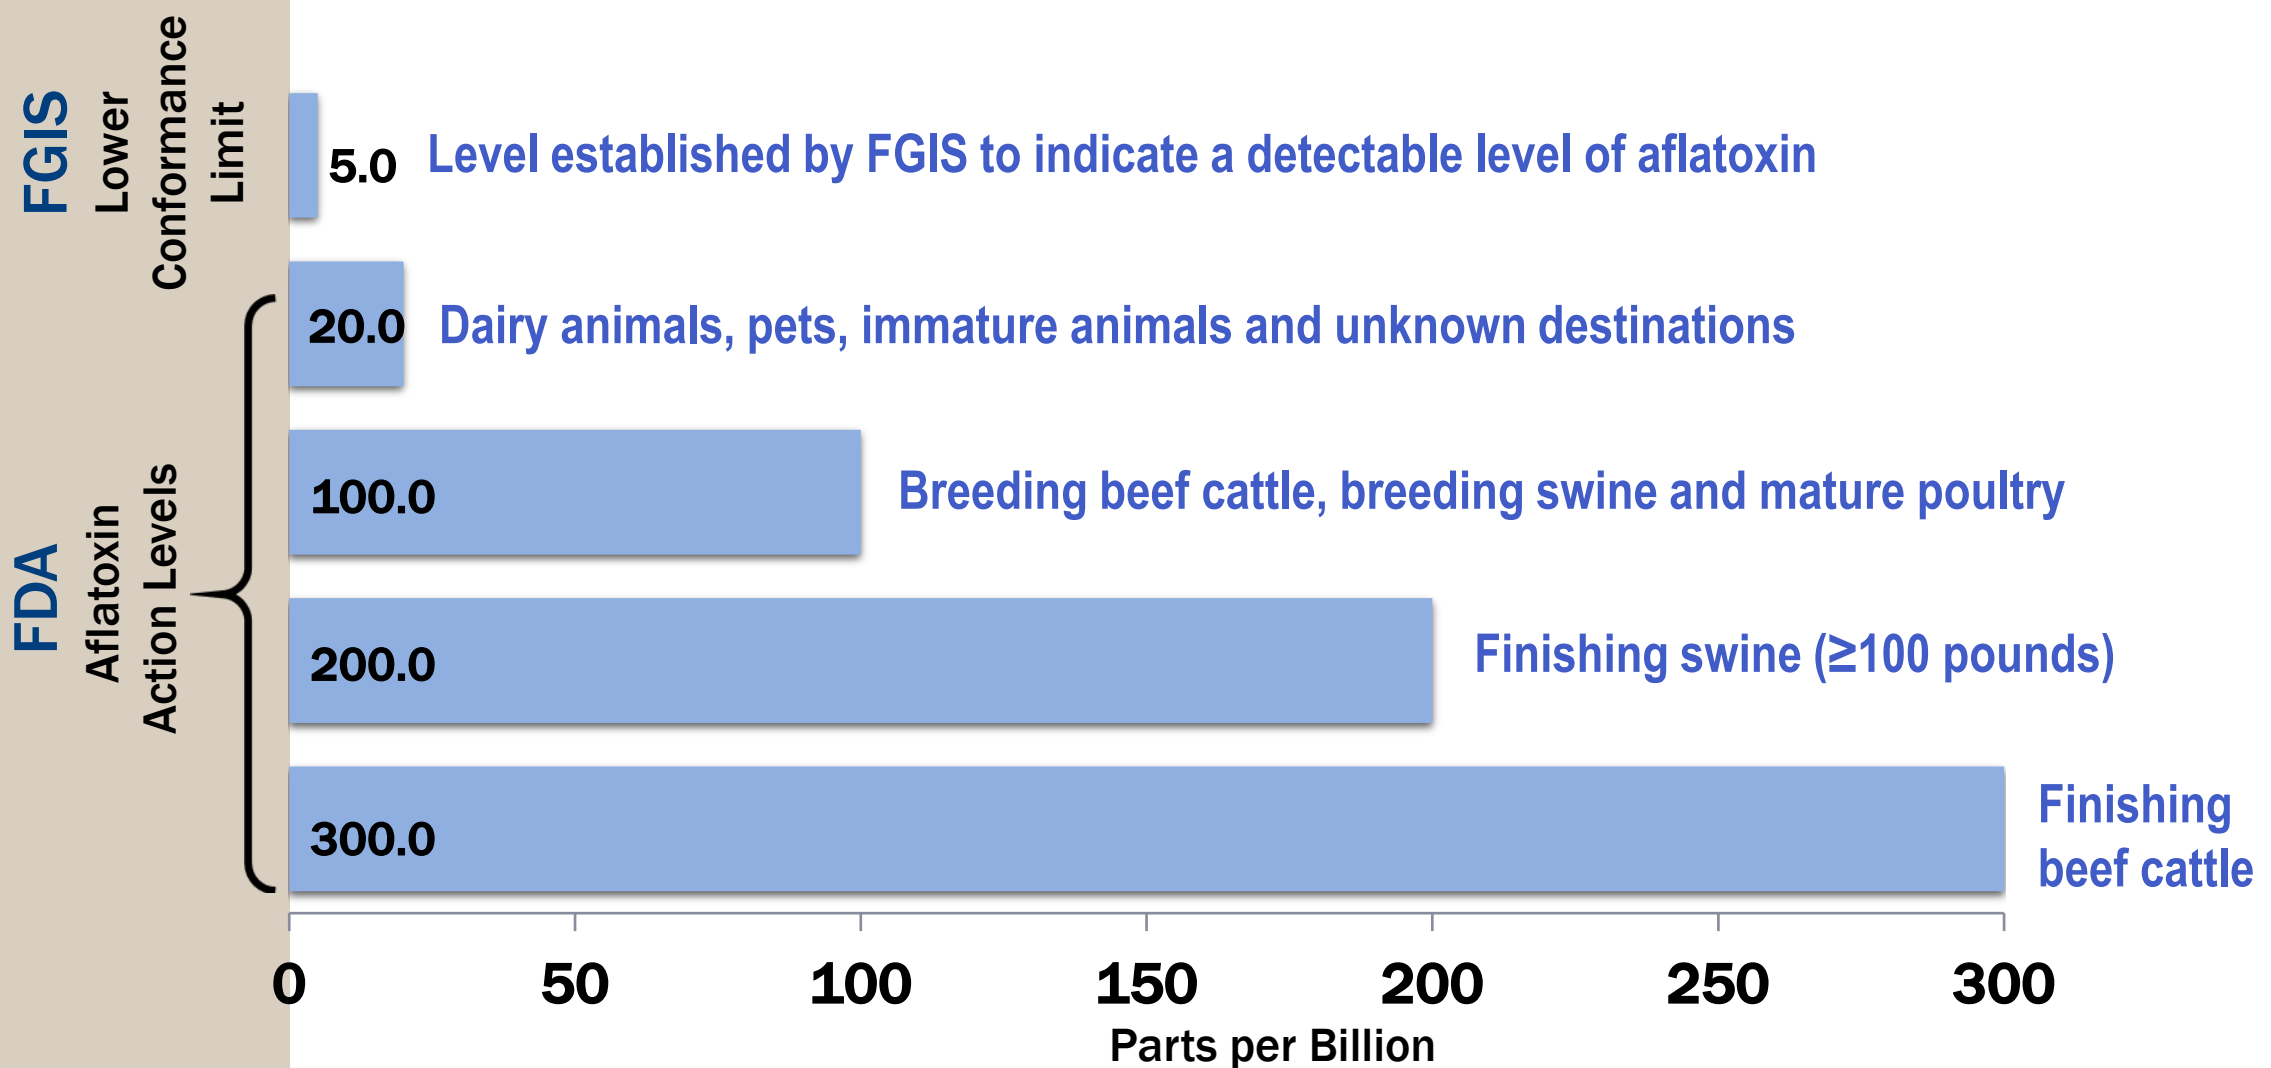 FGIS
Lower
Conformance
Limit
5.0 Level established by FGIS to indicate a detectable level of aflatoxin
FDA
Aflatoxin
Action Levels
20.0 Dairy animals, pets, immature animals and unknown destinations
100.0 Breeding beef cattle, breeding swine and mature poultry
200.0 Finishing swine (≥100 pounds)
300.0 Finishing
beef cattle
0 50 100 150 200 250 300
Parts per Billion